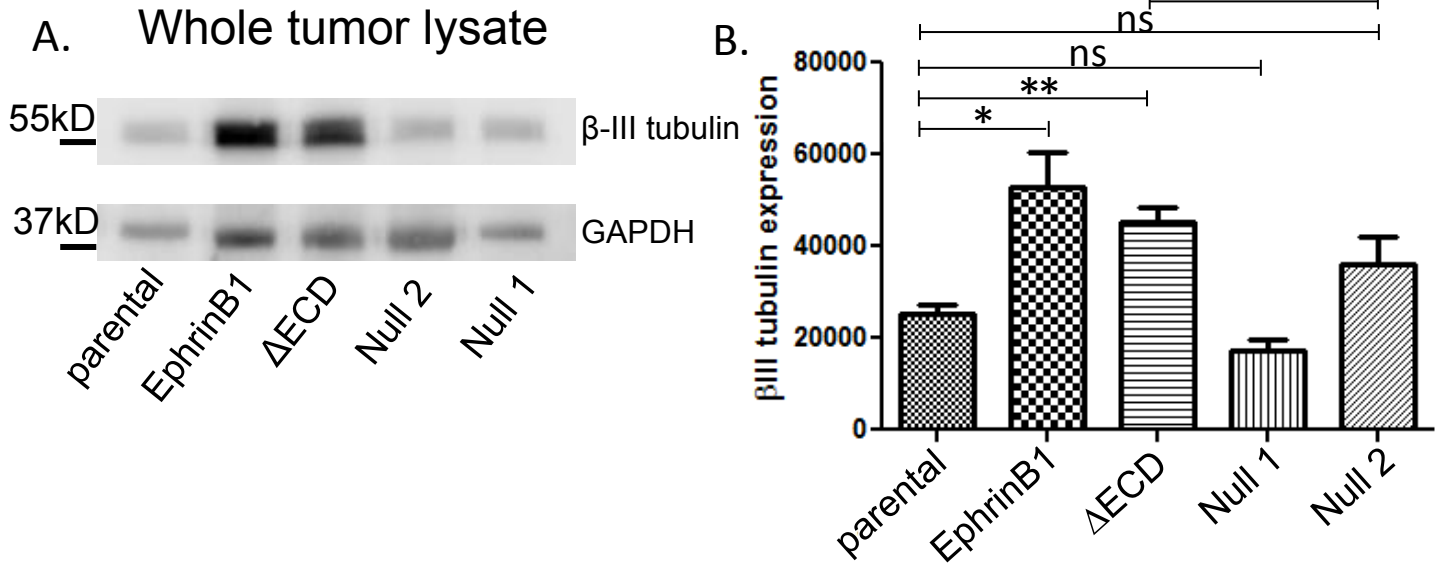 A.
Whole tumor lysate
55kD
β-III tubulin
37kD
GAPDH
parental
EphrinB1
ΔECD
Null 2
Null 1
B.
ns
ns
**
*
βIII tubulin expression
80000
60000
40000
20000
0
parental
EphrinB1
ΔECD
Null 1
Null 2